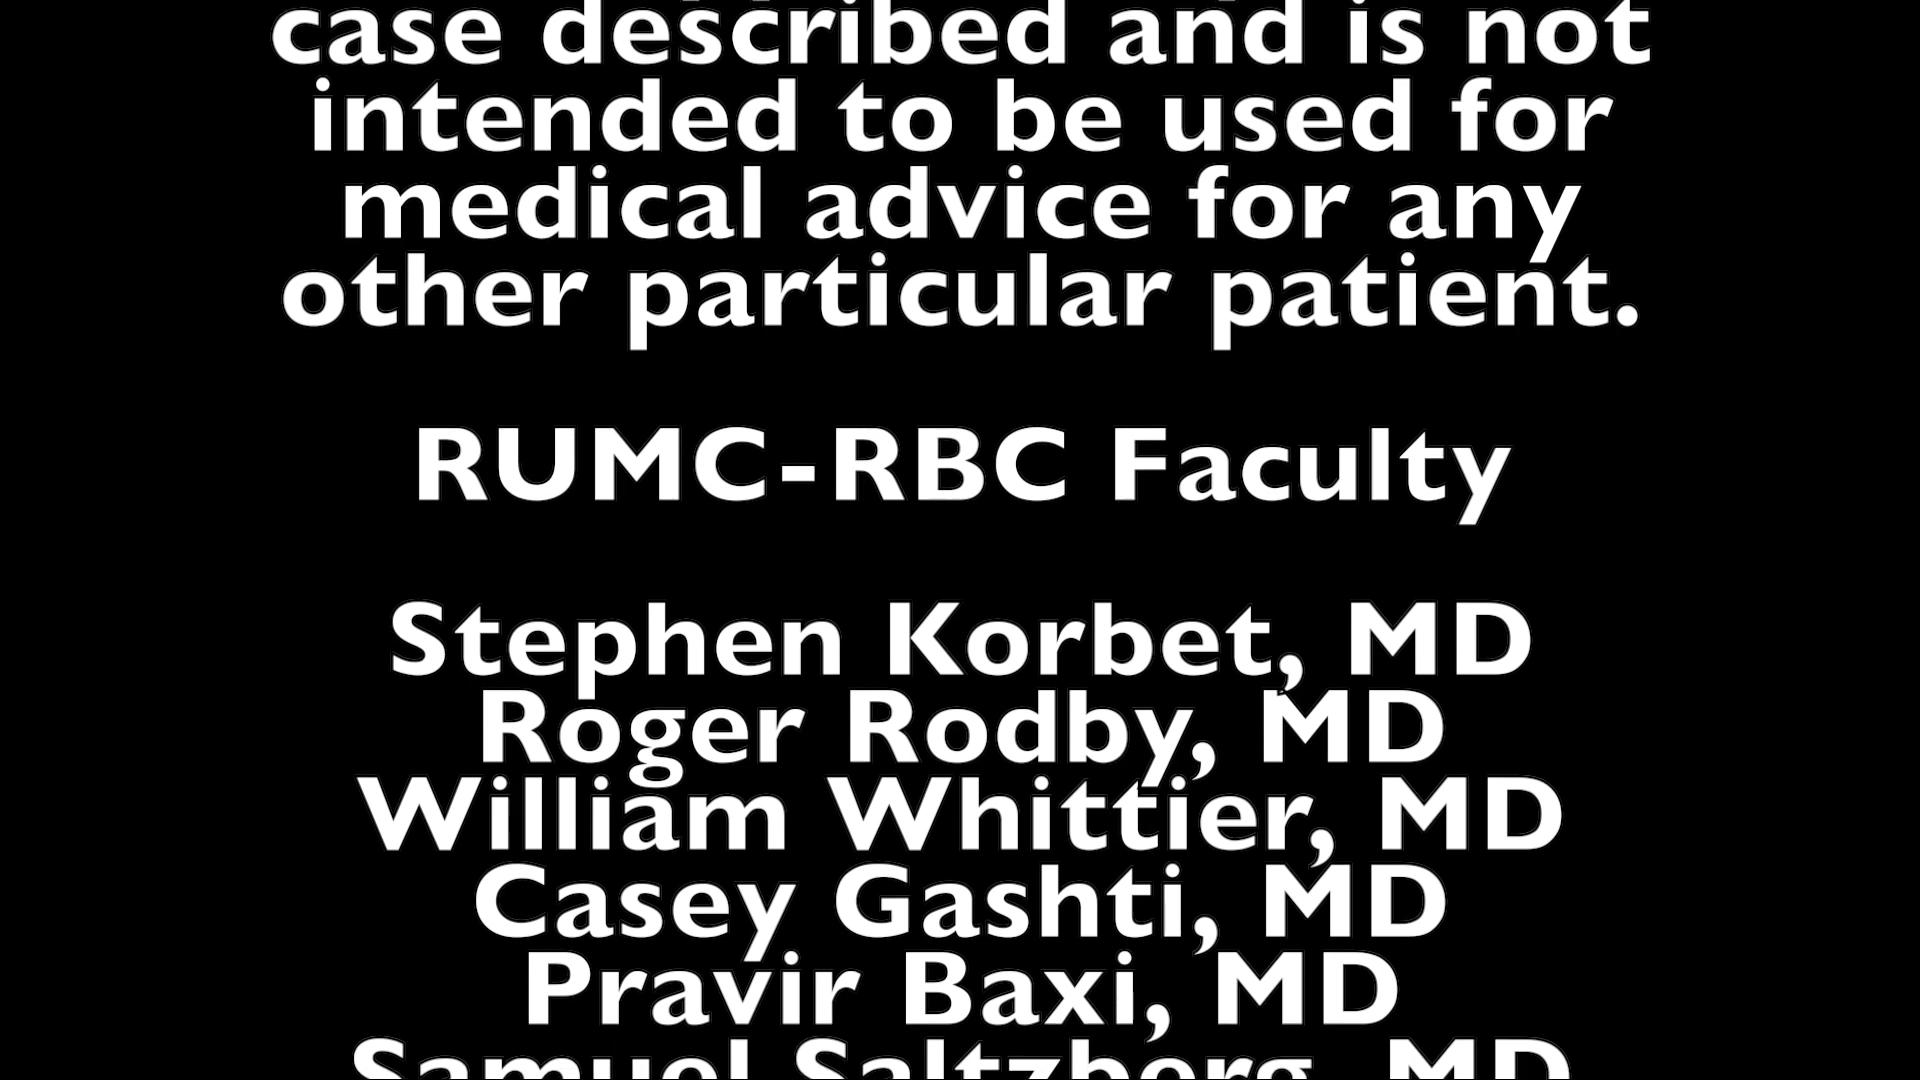 case described and is not
intended to be used for
medical advice for any
other particular patient.
RUMC-RBC Faculty
Stephen Korbet, MD
Roger Rodby, MD
William Whittier, MD
Casey Gashti, MD
Pravir Baxi, MD
Samuel Saltzberg, MD